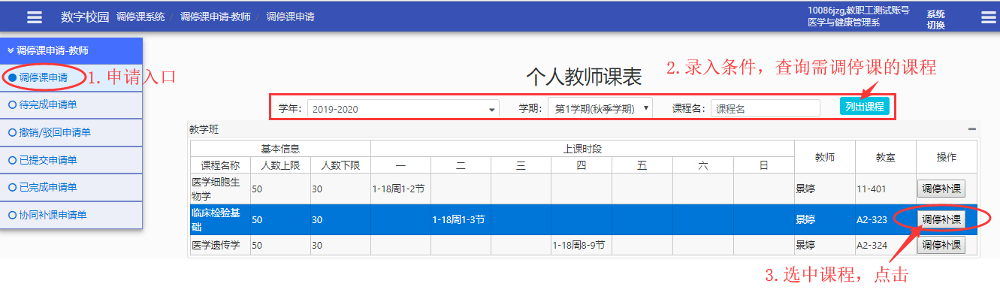 数字校园 调停课系统 / 调停课申请-教师 / 调停课申请
10086jzg,教职工测试账号
医学与健康管理系
系统
切换
调停课申请-教师
调停课申请
待完成申请单
撤销/驳回申请单
已提交申请单
已完成申请单
协同补课申请单
1.申请入口
2.录入条件，查询需调停课的课程
个人教师课表
学年: 2019-2020 学期: 第1学期(秋季学期) 课程名: 课程名 列出课程
教学班
基本信息 上课时段 教师 教室 操作
课程名称 人数上限 人数下限 一 二 三 四 五 六 日
医学细胞生
物学 50 30 1-18周1-2节 景婷 11-401 调停补课
临床检验基
础 50 30 1-18周1-3节 景婷 A2-323 调停补课
医学遗传学 50 30 1-18周8-9节 景婷 A2-324 调停补课
3.选中课程，点击